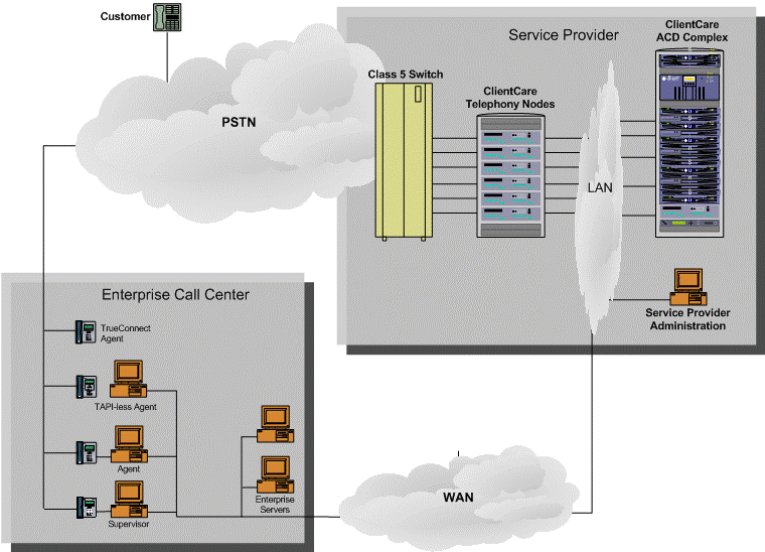 Customer
Service Provider
ClientCare
ACD Complex
Class 5 Switch
ClientCare
Telephony Nodes
PSTN
LAN
Service Provider
Administration
Enterprise Call Center
TrueConnect
Agent
TAPI-less Agent
Agent
Supervisor
Enterprise
Servers
WAN